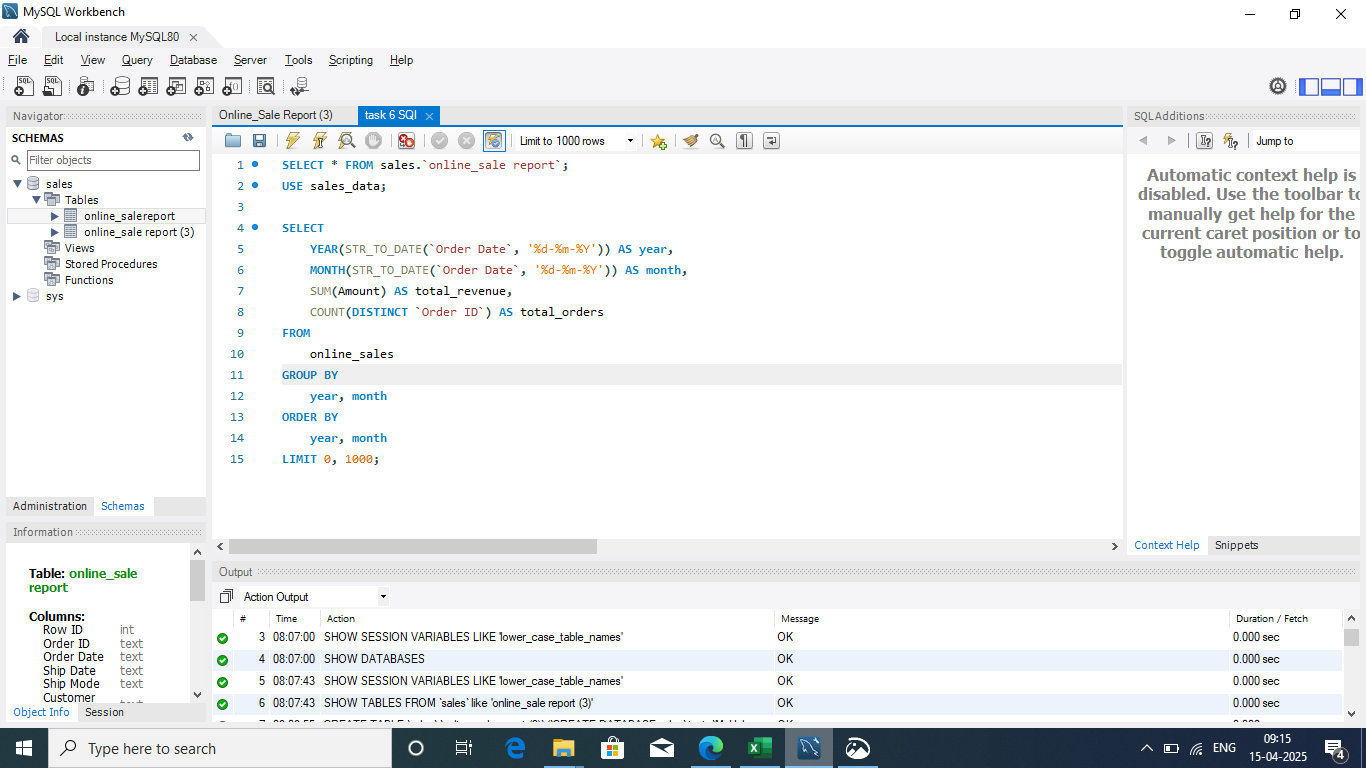 MySQL Workbench
Local instance MySQL80
File Edit View Query Database Server Tools Scripting Help
Navigator
SCHEMAS
Filter objects
sales
Tables
online_salereport
online_sale report (3)
Views
Stored Procedures
Functions
sys
Administration Schemas
Information
Table: online_sale
report
Columns:
Row ID int
Order ID text
Order Date text
Ship Date text
Ship Mode text
Customer
Object Info Session
Online_Sale Report (3) task 6 SQl
Limit to 1000 rows
1 SELECT * FROM sales.`online_sale report`;
2 USE sales_data;
3
4 SELECT
5 YEAR(STR_TO_DATE(`Order Date`, '%d-%m-%Y')) AS year,
6 MONTH(STR_TO_DATE(`Order Date`, '%d-%m-%Y')) AS month,
7 SUM(Amount) AS total_revenue,
8 COUNT(DISTINCT `Order ID`) AS total_orders
9 FROM
10 online_sales
11 GROUP BY
12 year, month
13 ORDER BY
14 year, month
15 LIMIT 0, 1000;
SQLAdditions
Jump to
Automatic context help is
disabled. Use the toolbar to
manually get help for the
current caret position or to
toggle automatic help.
Context Help Snippets
Output
Action Output
# Time Action Message Duration / Fetch
3 08:07:00 SHOW SESSION VARIABLES LIKE 'lower_case_table_names' OK 0.000 sec
4 08:07:00 SHOW DATABASES OK 0.000 sec
5 08:07:43 SHOW SESSION VARIABLES LIKE 'lower_case_table_names' OK 0.000 sec
6 08:07:43 SHOW TABLES FROM `sales` like 'online_sale report (3)' OK 0.000 sec
Type here to search
ENG
09:15
15-04-2025
4